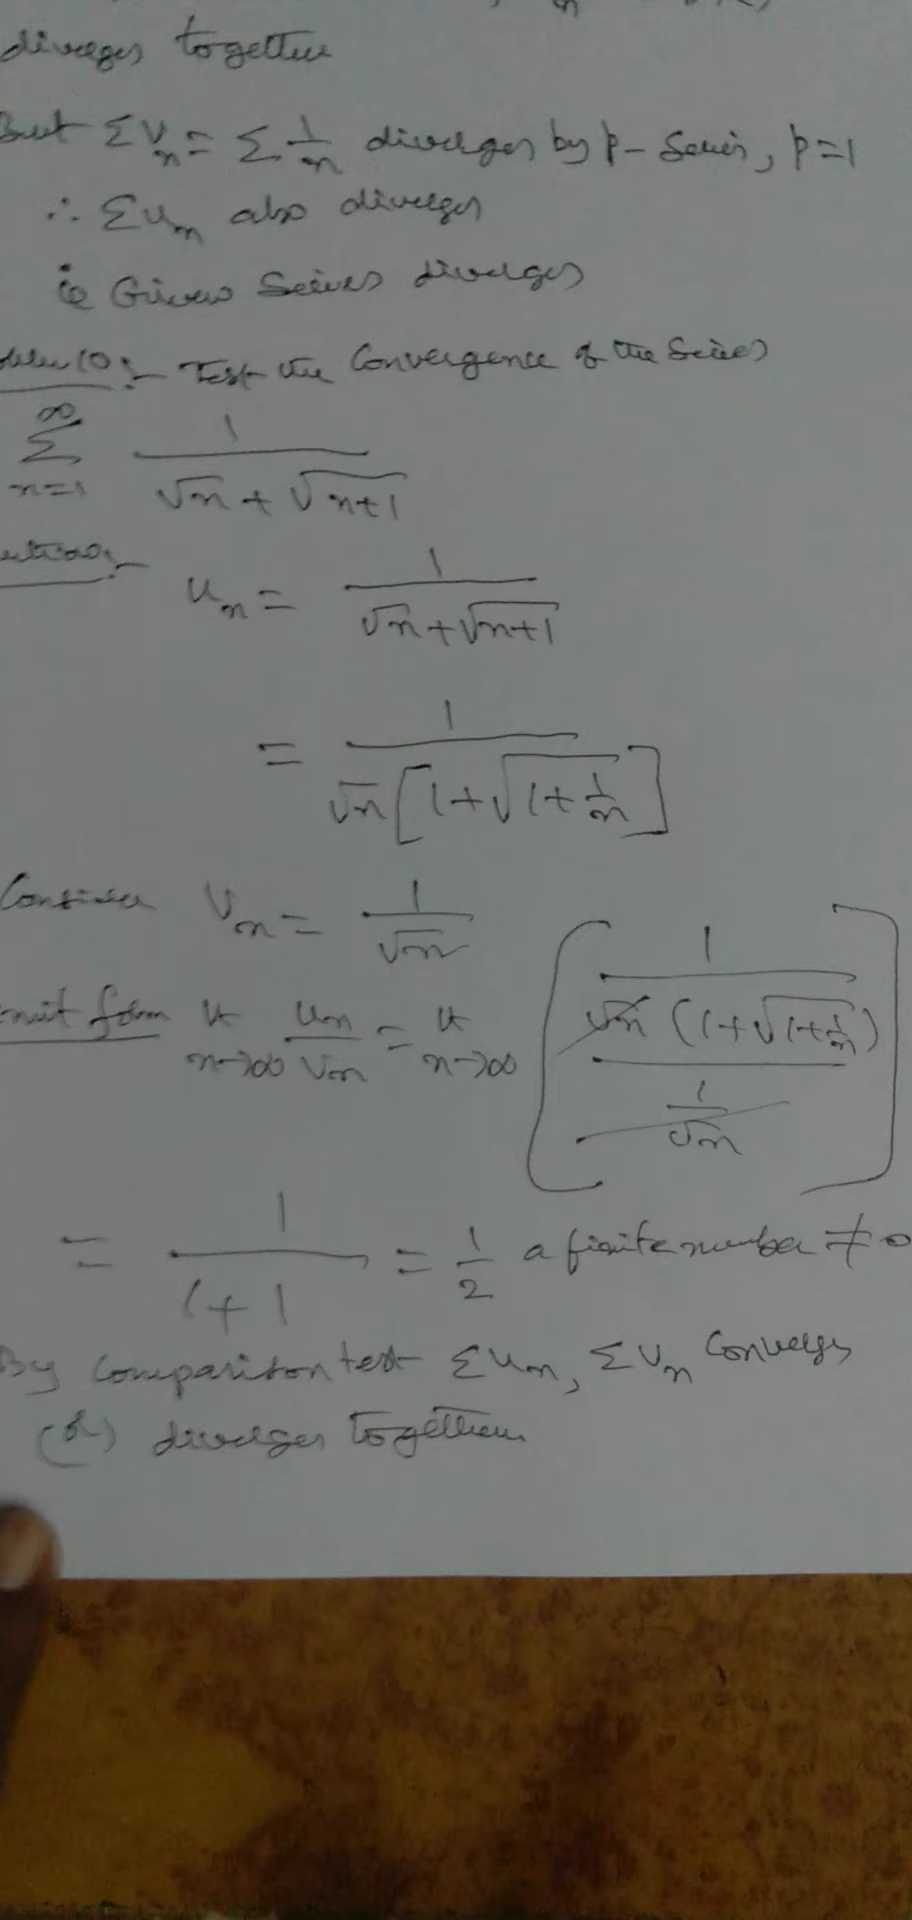 diverges together
But Σvn = Σ 1/n diverges by p-Series, p=1
∴ Σun also diverges
ie Given Series diverges
Test the Convergence of the Series
∞ Σ n=1 1/(√n + √(n+1))
un = 1/(√n + √(n+1))
= 1/(√n [1 + √(1 + 1/n)])
Consider vn = 1/√n
form lt n→∞ un/vn = lt n→∞ [ (1/(√n (1 + √(1 + 1/n)))) / (1/√n) ]
= 1/(1+1) = 1/2 a finite number ≠ 0
By Comparison test Σun, Σvn Converges
(or) diverges together